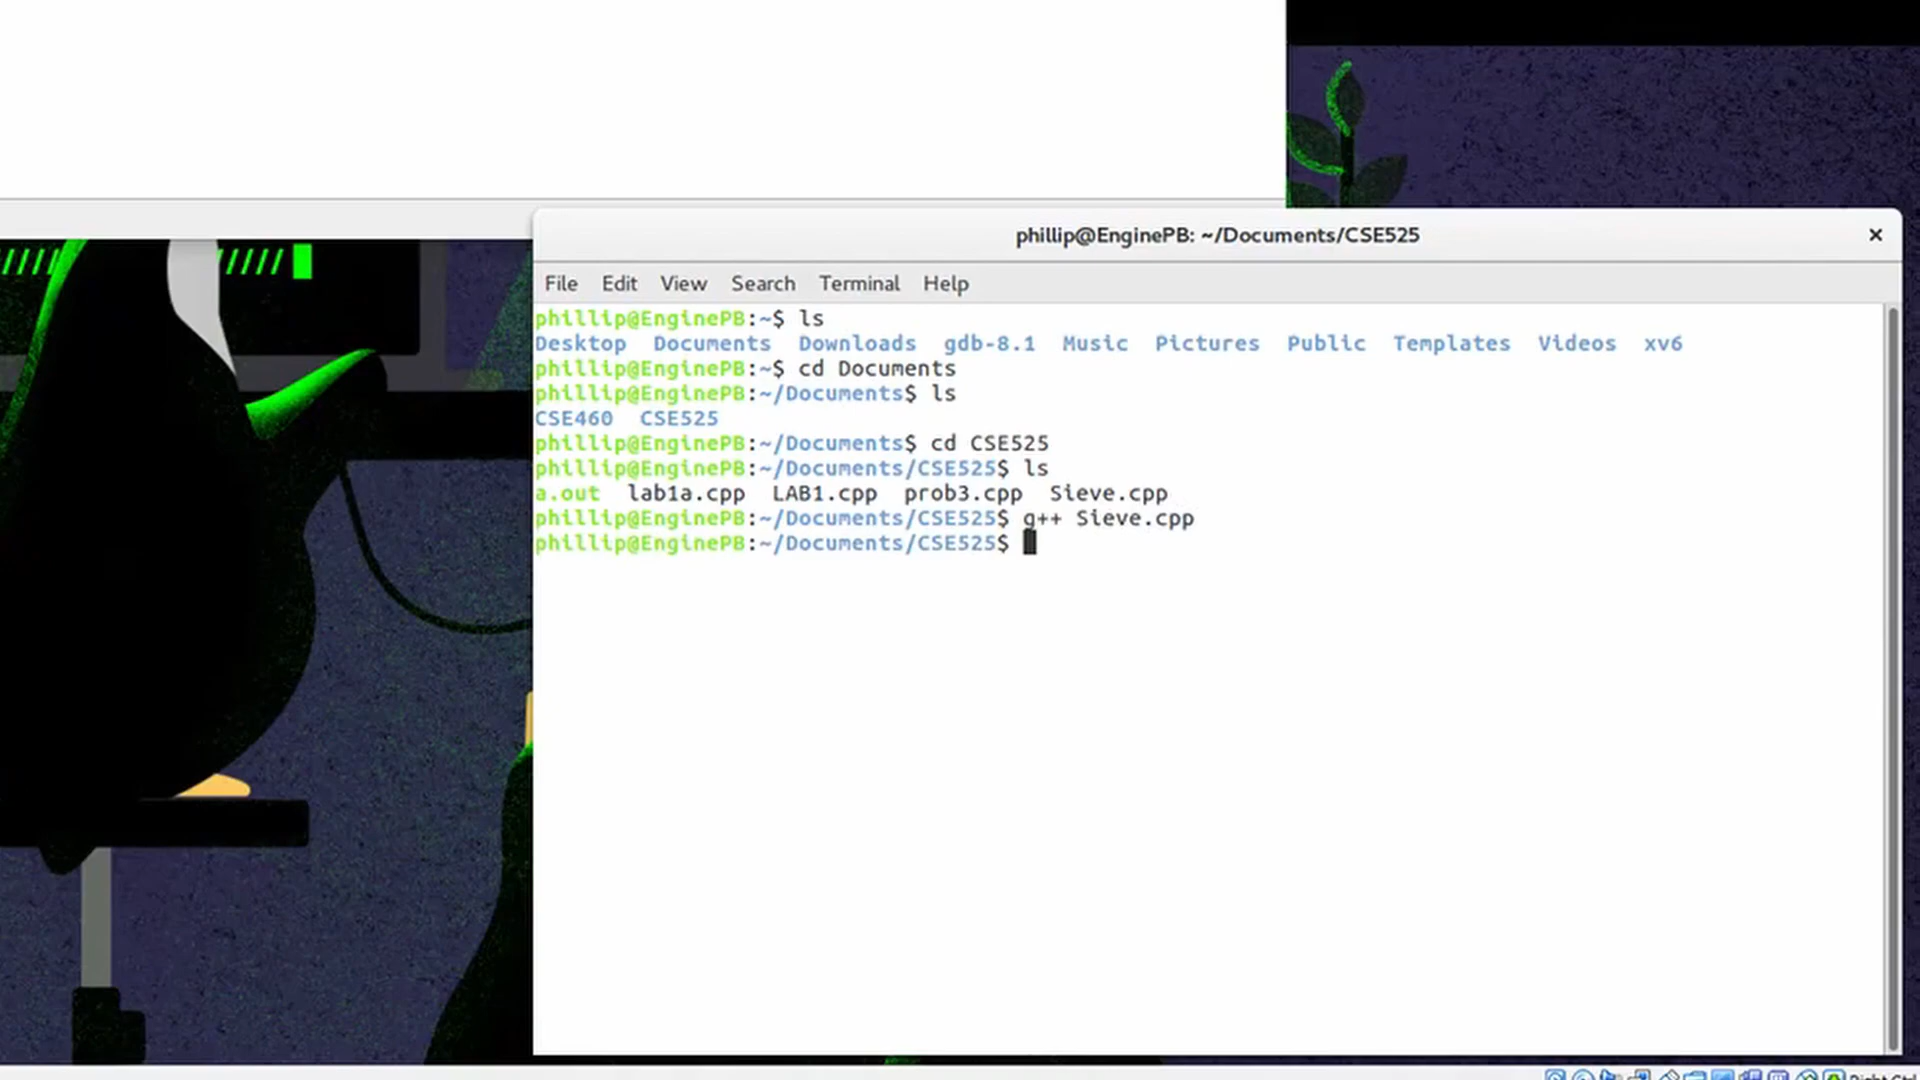 phillip@EnginePB: ~/Documents/CSE525
File Edit View Search Terminal Help
phillip@EnginePB:~$ ls
Desktop Documents Downloads gdb-8.1 Music Pictures Public Templates Videos xv6
phillip@EnginePB:~$ cd Documents
phillip@EnginePB:~/Documents$ ls
CSE460 CSE525
phillip@EnginePB:~/Documents$ cd CSE525
phillip@EnginePB:~/Documents/CSE525$ ls
a.out lab1a.cpp LAB1.cpp prob3.cpp Sieve.cpp
phillip@EnginePB:~/Documents/CSE525$ g++ Sieve.cpp
phillip@EnginePB:~/Documents/CSE525$
Right Ctrl